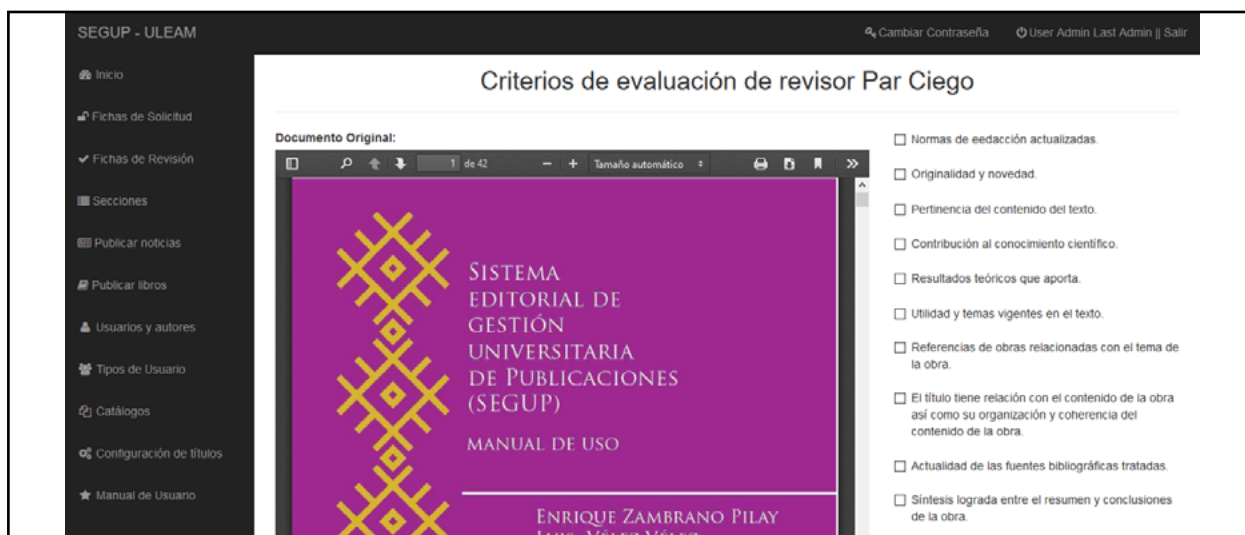 SEGUP - ULEAM
Cambiar Contraseña
User Admin Last Admin || Salir
Inicio
Fichas de Solicitud
Fichas de Revisión
Secciones
Publicar noticias
Publicar libros
Usuarios y autores
Tipos de Usuario
Catálogos
Configuración de títulos
Manual de Usuario
Criterios de evaluación de revisor Par Ciego
Documento Original:
1 de 42
Tamaño automático
SISTEMA
EDITORIAL DE
GESTIÓN
UNIVERSITARIA
DE PUBLICACIONES
(SEGUP)
MANUAL DE USO
ENRIQUE ZAMBRANO PILAY
LUIS VÉLEZ VÉLEZ
Normas de eedacción actualizadas.
Originalidad y novedad.
Pertinencia del contenido del texto.
Contribución al conocimiento científico.
Resultados teóricos que aporta.
Utilidad y temas vigentes en el texto.
Referencias de obras relacionadas con el tema de
la obra.
El título tiene relación con el contenido de la obra
así como su organización y coherencia del
contenido de la obra.
Actualidad de las fuentes bibliográficas tratadas.
Síntesis lograda entre el resumen y conclusiones
de la obra.